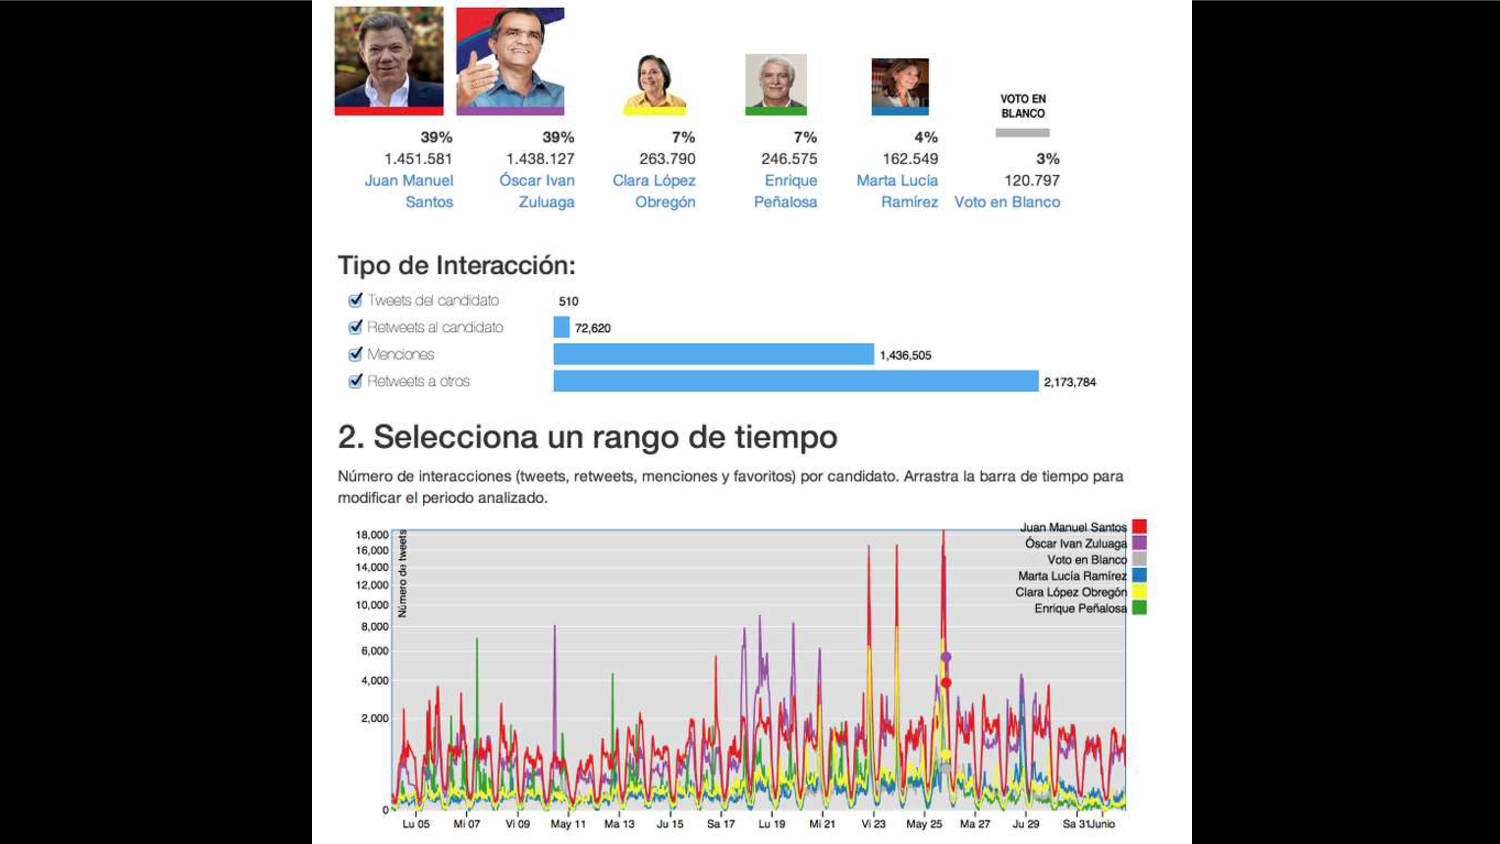 VOTO EN
BLANCO
39% 39% 7% 7% 4% 3%
1.451.581 1.438.127 263.790 246.575 162.549 120.797
Juan Manuel Óscar Ivan Clara López Enrique Marta Lucía Voto en Blanco
Santos Zuluaga Obregón Peñalosa Ramírez
Tipo de Interacción:
Tweets del candidato 510
Retweets al candidato 72,620
Menciones 1,436,505
Retweets a otros 2,173,784
2. Selecciona un rango de tiempo
Número de interacciones (tweets, retweets, menciones y favoritos) por candidato. Arrastra la barra de tiempo para
modificar el periodo analizado.
Número de tweets
18,000
16,000
14,000
12,000
10,000
8,000
6,000
4,000
2,000
0
Juan Manuel Santos
Óscar Ivan Zuluaga
Voto en Blanco
Marta Lucía Ramírez
Clara López Obregón
Enrique Peñalosa
Lu 05 Mi 07 Vi 09 May 11 Ma 13 Ju 15 Sa 17 Lu 19 Mi 21 Vi 23 May 25 Ma 27 Ju 29 Sa 31 Junio